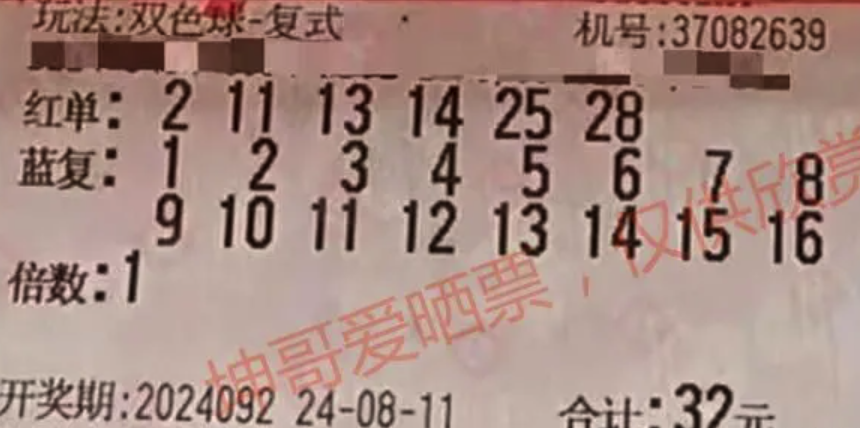 玩法:双色球-复式
机号:37082639
红单: 2 11 13 14 25 28
蓝复: 1 2 3 4 5 6 7 8
9 10 11 12 13 14 15 16
倍数:1
坤哥爱晒票,仅供欣赏
开奖期:2024092 24-08-11
合计:32元